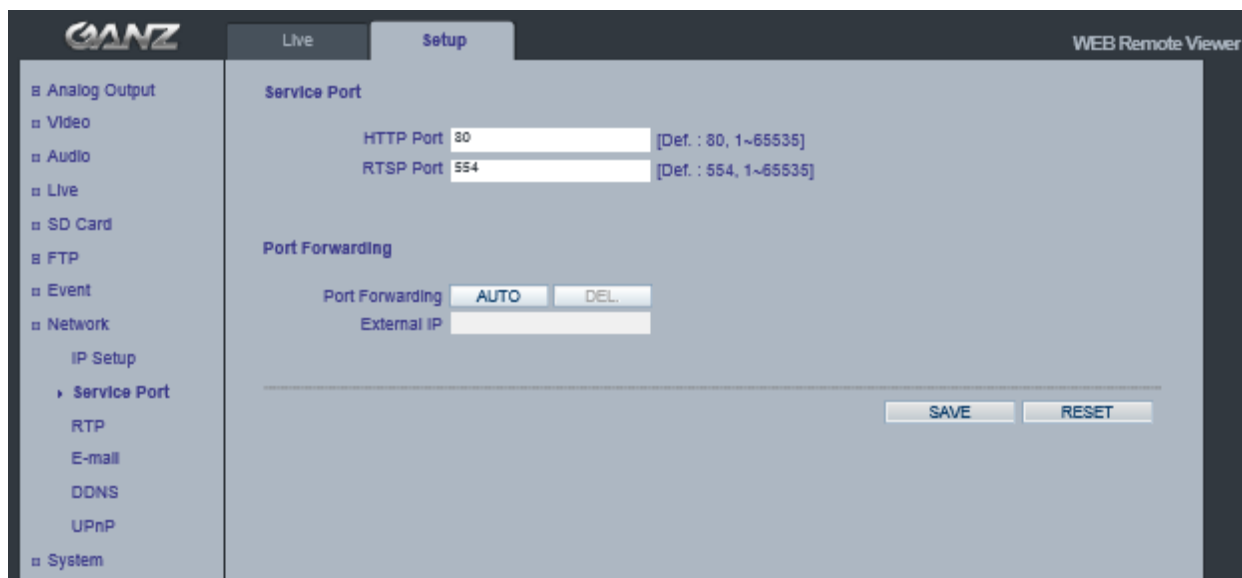 GANZ
Live
Setup
WEB Remote Viewer
Analog Output
Video
Audio
Live
SD Card
FTP
Event
Network
IP Setup
Service Port
RTP
E-mail
DDNS
UPnP
System
Service Port
HTTP Port 80 [Def. : 80, 1~65535]
RTSP Port 554 [Def. : 554, 1~65535]
Port Forwarding
Port Forwarding AUTO DEL.
External IP
SAVE RESET